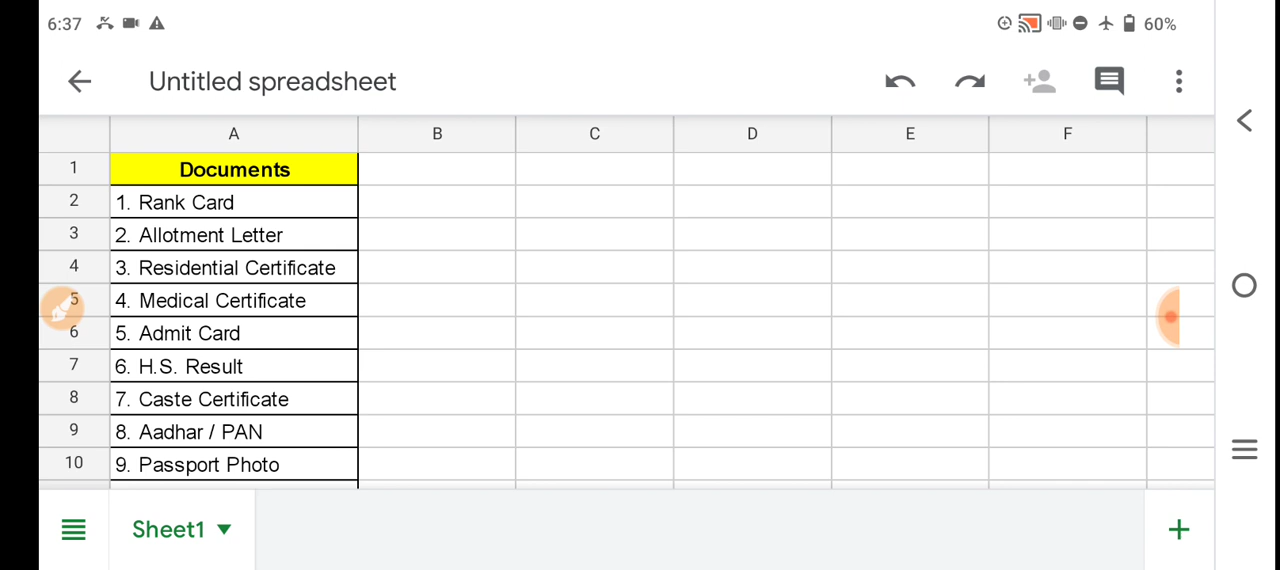 6:37 60%
Untitled spreadsheet
A B C D E F
1 Documents
2 1. Rank Card
3 2. Allotment Letter
4 3. Residential Certificate
5 4. Medical Certificate
6 5. Admit Card
7 6. H.S. Result
8 7. Caste Certificate
9 8. Aadhar / PAN
10 9. Passport Photo
Sheet1